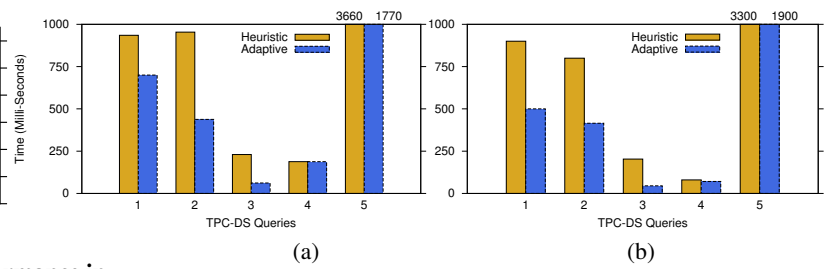 3660 1770
1000
Heuristic
Adaptive
750
500
250
0
Time (Milli-Seconds)
1 2 3 4 5
TPC-DS Queries
(a)
3300 1900
1000
Heuristic
Adaptive
750
500
250
0
1 2 3 4 5
TPC-DS Queries
(b)